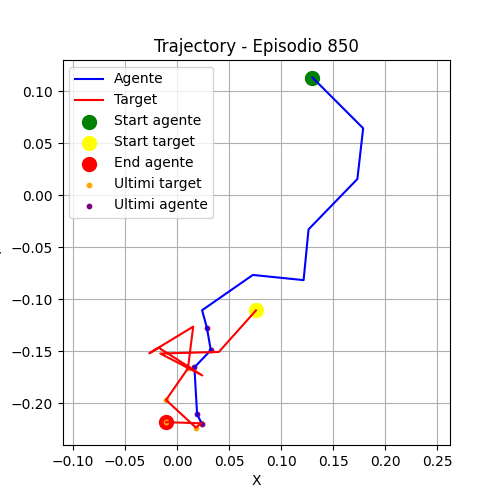 Trajectory - Episodio 850
Agente
Target
Start agente
Start target
End agente
Ultimi target
Ultimi agente
0.10
0.05
0.00
−0.05
−0.10
−0.15
−0.20
−0.10
−0.05
0.00
0.05
0.10
0.15
0.20
0.25
X